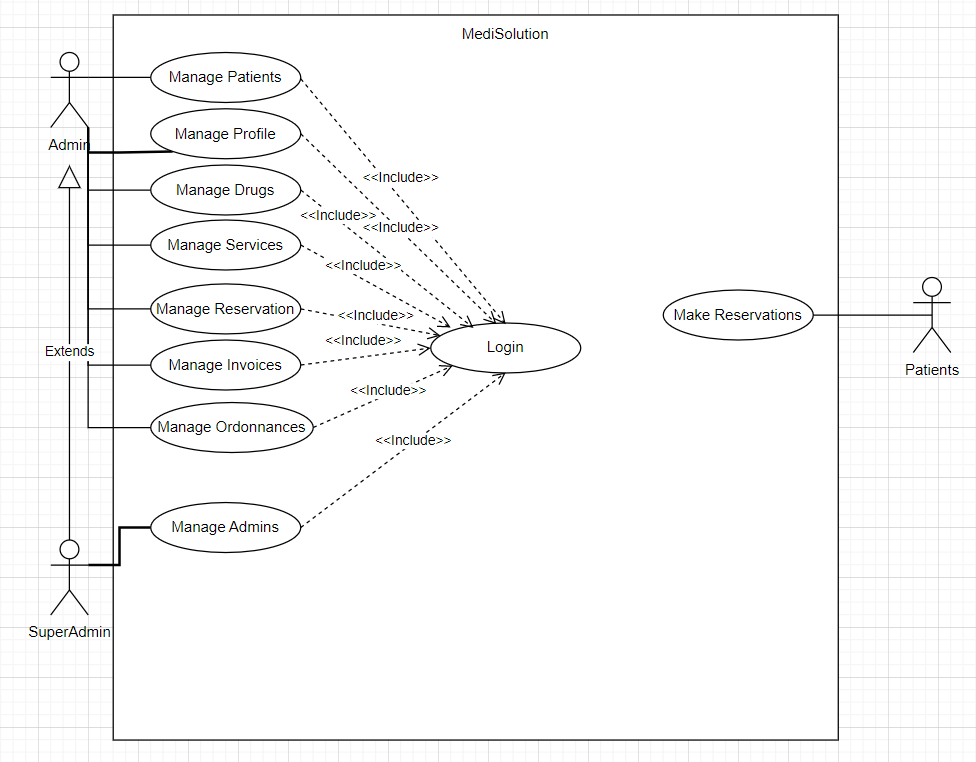 MediSolution
Manage Patients
Admin
Manage Profile
<<Include>>
Manage Drugs
<<Include>>
<<Include>>
Manage Services
<<Include>>
Manage Reservation
<<Include>>
Make Reservations
<<Include>>
Login
Extends
Manage Invoices
Patients
<<Include>>
Manage Ordonnances
<<Include>>
Manage Admins
SuperAdmin